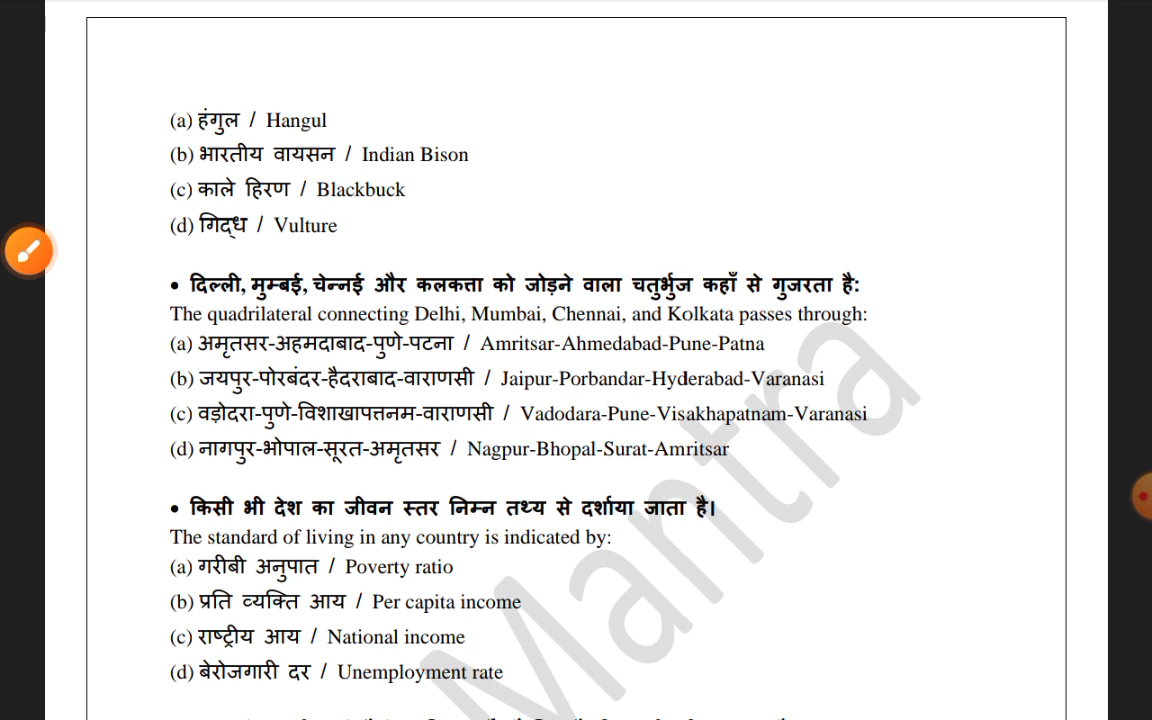 (a) हंगुल / Hangul
(b) भारतीय वायसन / Indian Bison
(c) काले हिरण / Blackbuck
(d) गिद्ध / Vulture
• दिल्ली, मुम्बई, चेन्नई और कलकत्ता को जोड़ने वाला चतुर्भुज कहाँ से गुजरता है:
The quadrilateral connecting Delhi, Mumbai, Chennai, and Kolkata passes through:
(a) अमृतसर-अहमदाबाद-पुणे-पटना / Amritsar-Ahmedabad-Pune-Patna
(b) जयपुर-पोरबंदर-हैदराबाद-वाराणसी / Jaipur-Porbandar-Hyderabad-Varanasi
(c) वड़ोदरा-पुणे-विशाखापत्तनम-वाराणसी / Vadodara-Pune-Visakhapatnam-Varanasi
(d) नागपुर-भोपाल-सूरत-अमृतसर / Nagpur-Bhopal-Surat-Amritsar
• किसी भी देश का जीवन स्तर निम्न तथ्य से दर्शाया जाता है।
The standard of living in any country is indicated by:
(a) गरीबी अनुपात / Poverty ratio
(b) प्रति व्यक्ति आय / Per capita income
(c) राष्ट्रीय आय / National income
(d) बेरोजगारी दर / Unemployment rate
Mantra